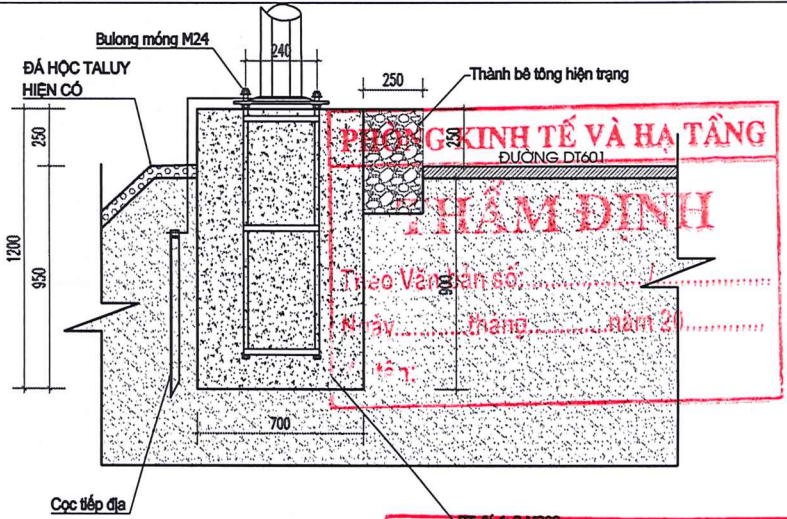 Bulong móng M24
240
ĐÁ HỘC TALUY
HIỆN CÓ
250
Thành bê tông hiện trạng
250
250
PHÒNG KINH TẾ VÀ HẠ TẦNG
ĐƯỜNG DT601
THẨM ĐỊNH
1200
950
900
Theo Văn bản số:............../..............
Ngày..........tháng..........năm 20............
700
Cọc tiếp địa